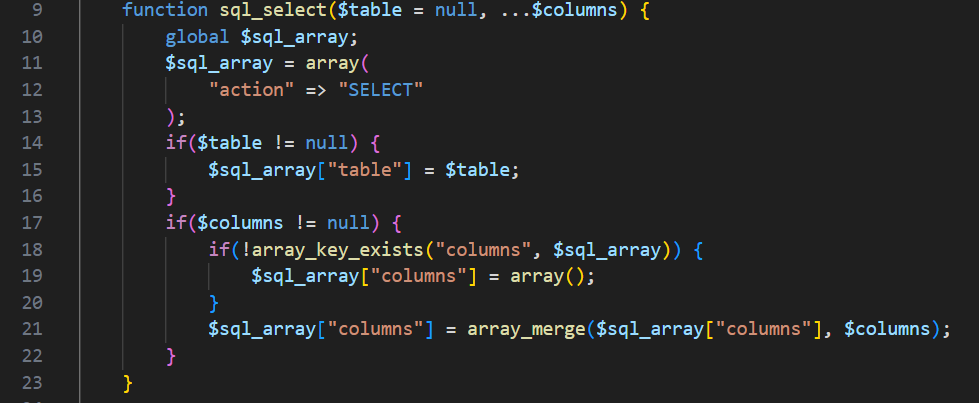 9 function sql_select($table = null, ...$columns) {
10 global $sql_array;
11 $sql_array = array(
12 "action" => "SELECT"
13 );
14 if($table != null) {
15 $sql_array["table"] = $table;
16 }
17 if($columns != null) {
18 if(!array_key_exists("columns", $sql_array)) {
19 $sql_array["columns"] = array();
20 }
21 $sql_array["columns"] = array_merge($sql_array["columns"], $columns);
22 }
23 }